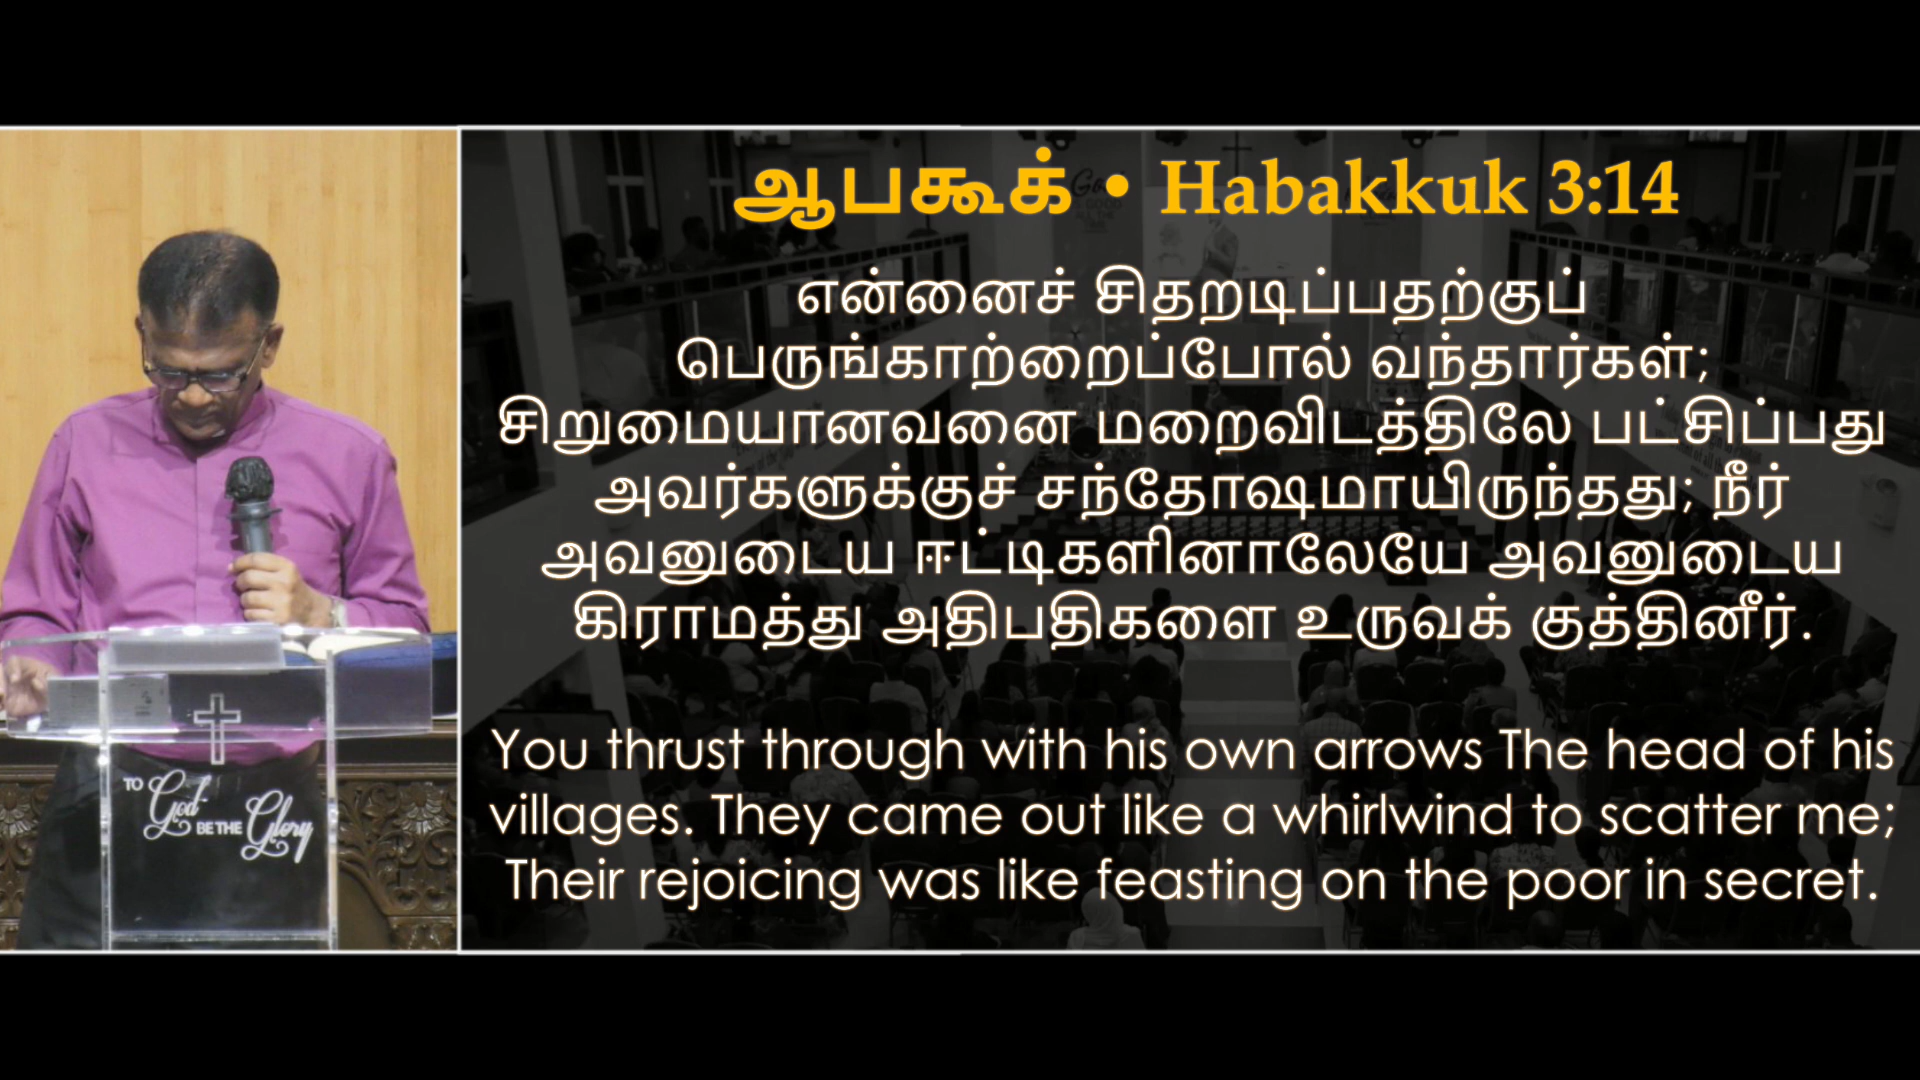 ஆபகூக் • Habakkuk 3:14
என்னைச் சிதறடிப்பதற்குப்
பெருங்காற்றைப்போல் வந்தார்கள்;
சிறுமையானவனை மறைவிடத்திலே பட்சிப்பது
அவர்களுக்குச் சந்தோஷமாயிருந்தது; நீர்
அவனுடைய ஈட்டிகளினாலேயே அவனுடைய
கிராமத்து அதிபதிகளை உருவக் குத்தினீர்.
You thrust through with his own arrows The head of his
villages. They came out like a whirlwind to scatter me;
Their rejoicing was like feasting on the poor in secret.
TO God
BE THE Glory